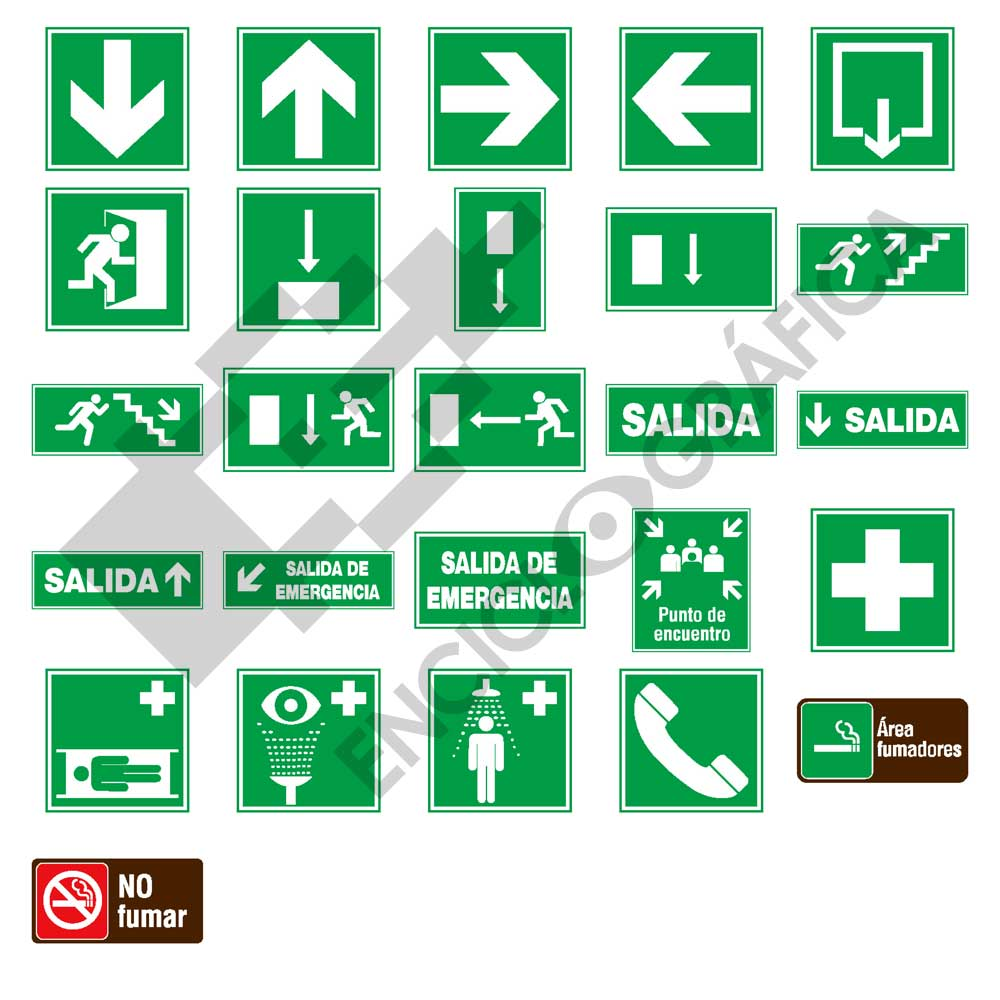 SALIDA
SALIDA
SALIDA
SALIDA DE
EMERGENCIA
SALIDA DE
EMERGENCIA
Punto de
encuentro
Área
fumadores
NO
fumar
ENCICLOGRÁFICA